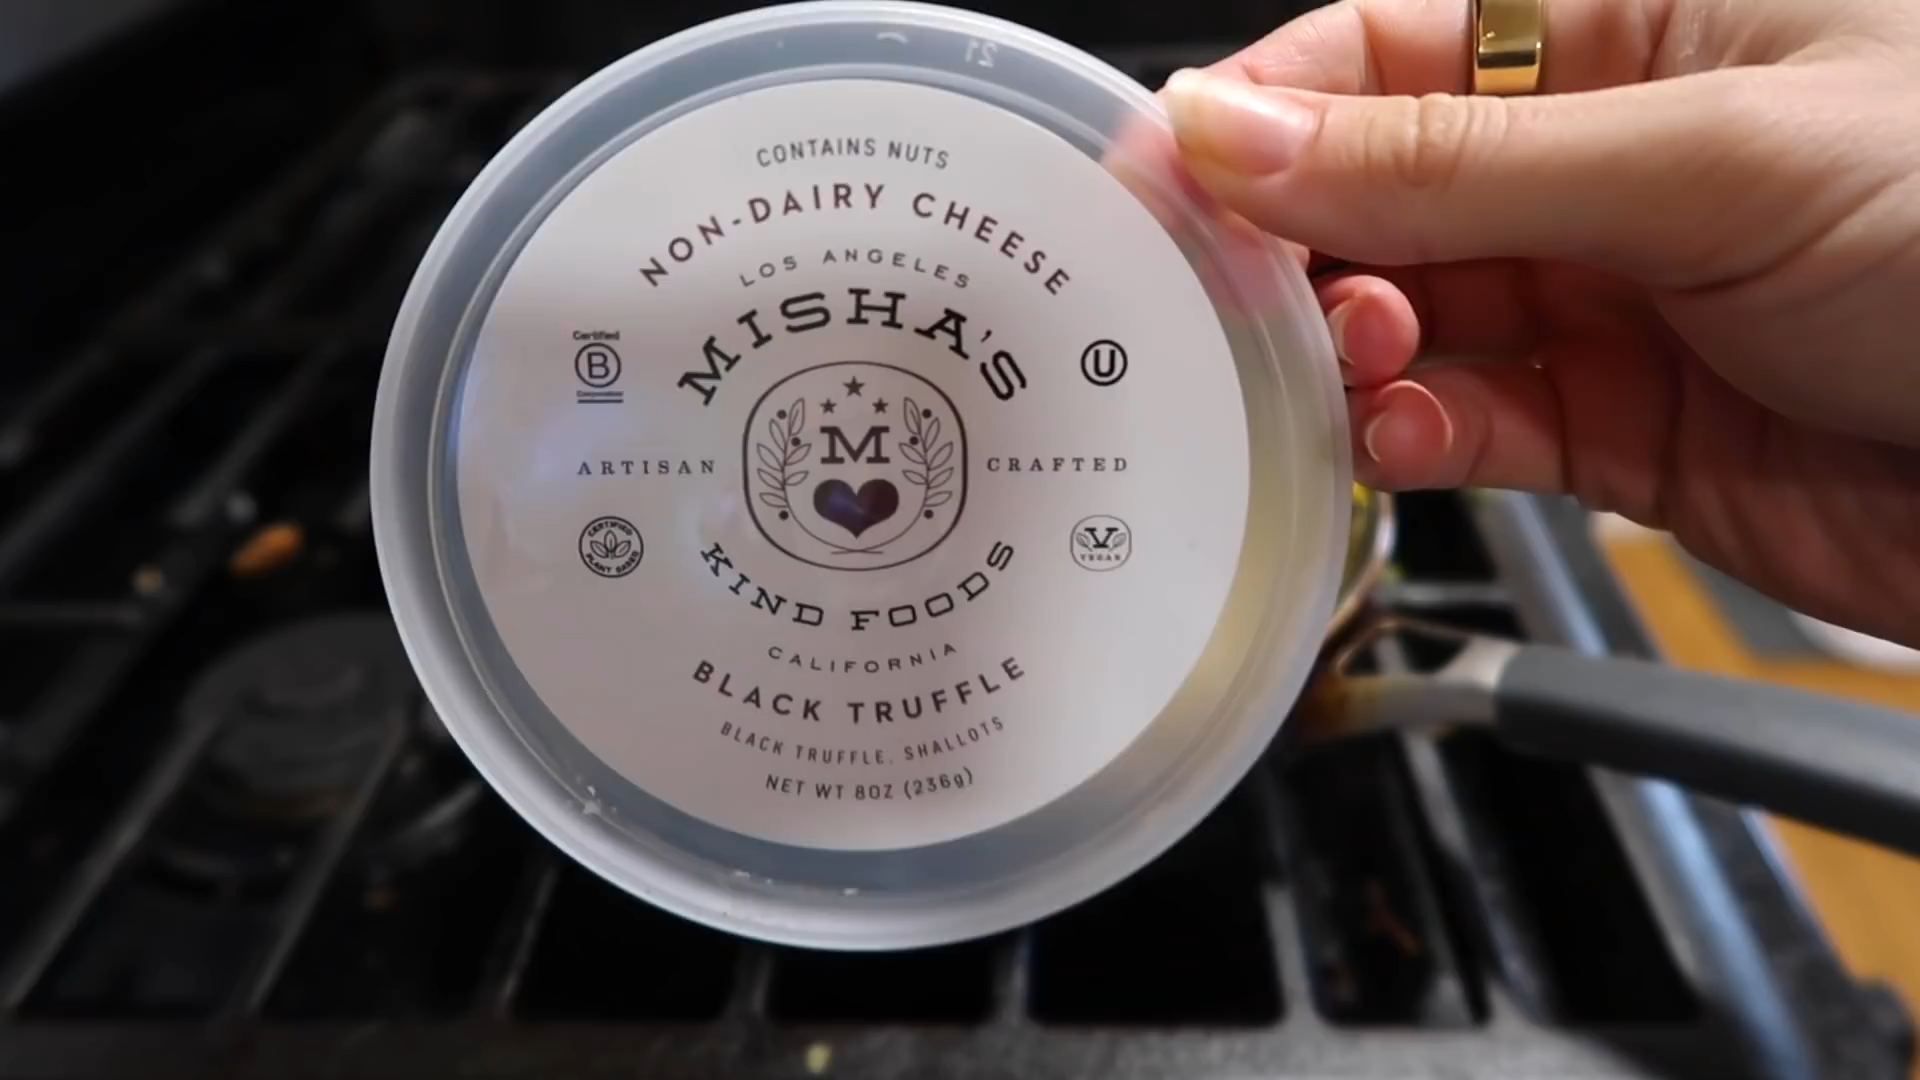 21
CONTAINS NUTS
NON-DAIRY CHEESE
LOS ANGELES
MISHA'S
Certified
B
Corporation
U
M
ARTISAN
CRAFTED
CERTIFIED
PLANT BASED
V
VEGAN
KIND FOODS
CALIFORNIA
BLACK TRUFFLE
BLACK TRUFFLE, SHALLOTS
NET WT 8OZ (236g)